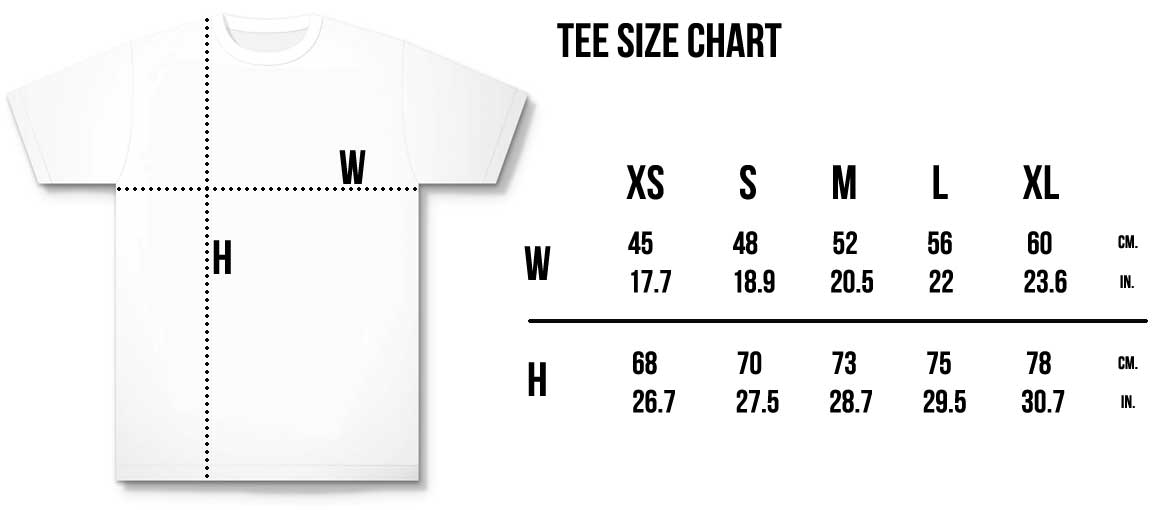 TEE SIZE CHART
W
H
XS S M L XL
W
45 48 52 56 60 CM.
17.7 18.9 20.5 22 23.6 IN.
H
68 70 73 75 78 CM.
26.7 27.5 28.7 29.5 30.7 IN.